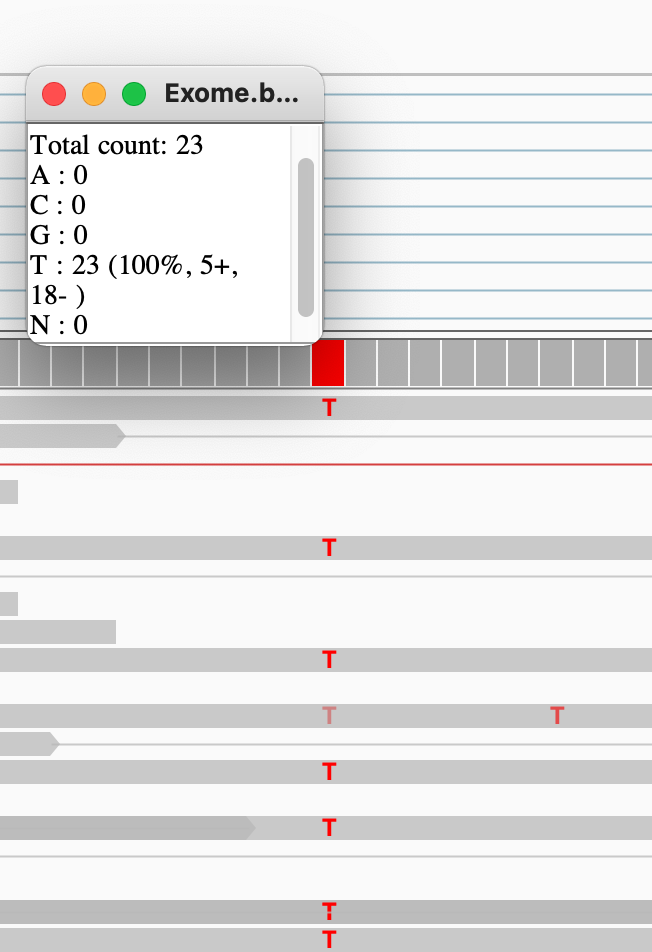 Exome.b...
Total count: 23
A : 0
C : 0
G : 0
T : 23 (100%, 5+,
18- )
N : 0
T
T
T
T T
T
T
T
T